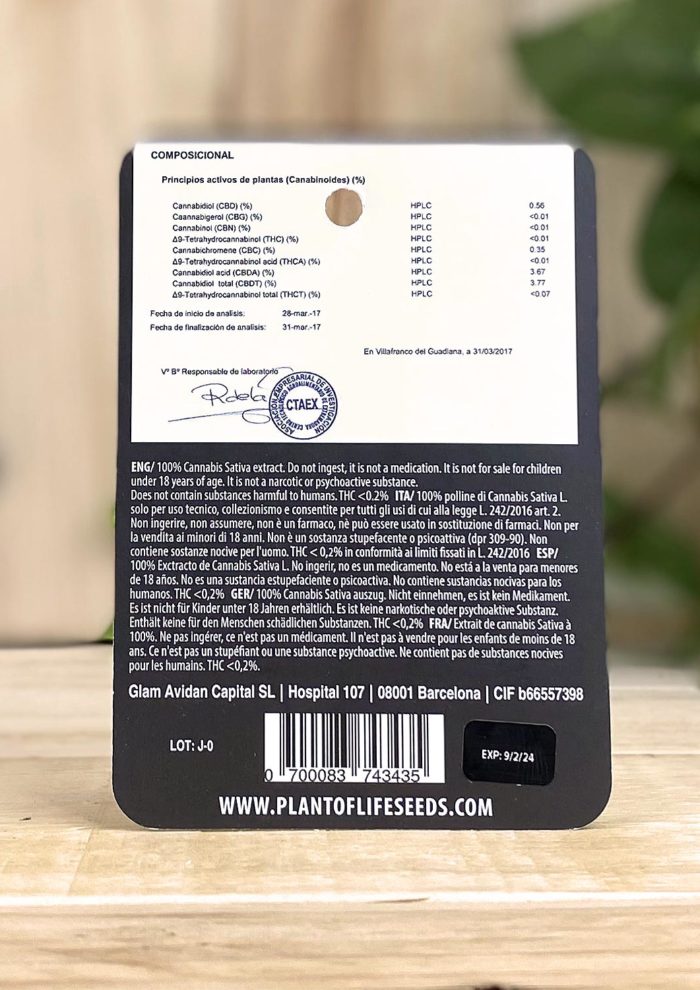 COMPOSICIONAL
Principios activos de plantas (Canabinoides) (%)
Cannabidiol (CBD) (%) HPLC 0.56
Caannabigerol (CBG) (%) HPLC <0.01
Cannabinol (CBN) (%) HPLC <0.01
Δ9-Tetrahydrocannabinol (THC) (%) HPLC <0.01
Cannabichromene (CBC) (%) HPLC 0.35
Δ9-Tetrahydrocannabinol acid (THCA) (%) HPLC <0.01
Cannabidiol acid (CBDA) (%) HPLC 3.67
Cannabidiol total (CBDT) (%) HPLC 3.77
Δ9-Tetrahydrocannabinol total (THCT) (%) HPLC <0.07
Fecha de inicio de analisis: 28-mar.-17
Fecha de finalización de analisis: 31-mar.-17
En Villafranco del Guadiana, a 31/03/2017
Vº Bº Responsable de laboratorio
CTAEX
ENG/ 100% Cannabis Sativa extract. Do not ingest, it is not a medication. It is not for sale for children
under 18 years of age. It is not a narcotic or psychoactive substance.
Does not contain substances harmful to humans. THC <0.2% ITA/ 100% polline di Cannabis Sativa L.
solo per uso tecnico, collezionismo e consentite per tutti gli usi di cui alla legge L. 242/2016 art. 2.
Non ingerire, non assumere, non è un farmaco, nè può essere usato in sostituzione di farmaci. Non per
la vendita ai minori di 18 anni. Non è un sostanza stupefacente o psicoattiva (dpr 309-90). Non
contiene sostanze nocive per l'uomo. THC < 0,2% in conformità ai limiti fissati in L. 242/2016 ESP/
100% Exctracto de Cannabis Sativa L. No ingerir, no es un medicamento. No está a la venta para menores
de 18 años. No es una sustancia estupefaciente o psicoactiva. No contiene sustancias nocivas para los
humanos. THC <0,2% GER/ 100% Cannabis Sativa auszug. Nicht einnehmen, es ist kein Medikament.
Es ist nicht für Kinder unter 18 Jahren erhältlich. Es ist keine narkotische oder psychoaktive Substanz.
Enthält keine für den Menschen schädlichen Substanzen. THC <0,2% FRA/ Extrait de cannabis Sativa à
100%. Ne pas ingérer, ce n'est pas un médicament. Il n'est pas à vendre pour les enfants de moins de 18
ans. Ce n'est pas un stupéfiant ou une substance psychoactive. Ne contient pas de substances nocives
pour les humains. THC <0,2%.
Glam Avidan Capital SL | Hospital 107 | 08001 Barcelona | CIF b66557398
LOT: J-0
0 700083 743435
EXP: 9/2/24
WWW.PLANTOFLIFESEEDS.COM